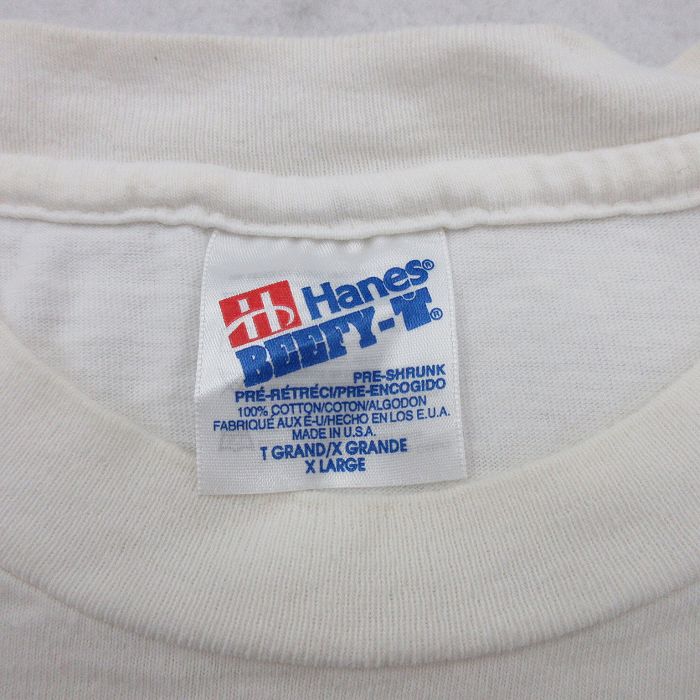 Hanes®
BEEFY-T®
PRE-SHRUNK
PRÉ-RÉTRÉCI/PRE-ENCOGIDO
100% COTTON/COTON/ALGODON
FABRIQUÉ AUX É-U/HECHO EN LOS E.U.A.
MADE IN U.S.A.
T GRAND/X GRANDE
X LARGE